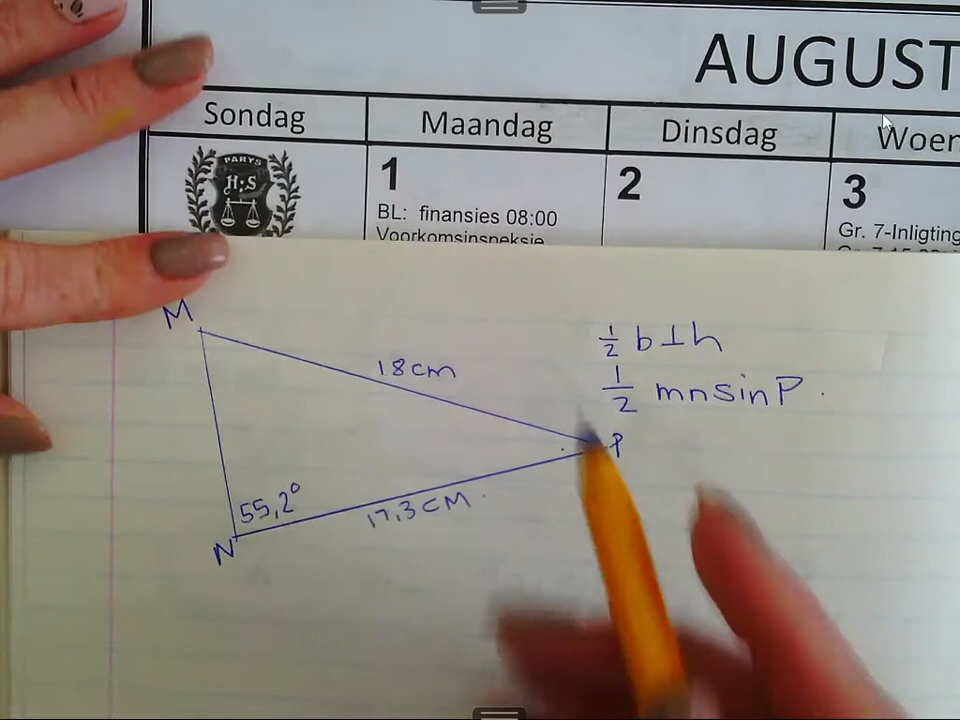 AUGUST
Sondag
Maandag
Dinsdag
Woen
PARYS
H:S
1
2
3
BL: finansies 08:00
Voorkomsinspeksie
Gr. 7-Inligting
M
18cm
½ b⊥h
½ mnsinP.
P
55,2°
17,3CM.
N